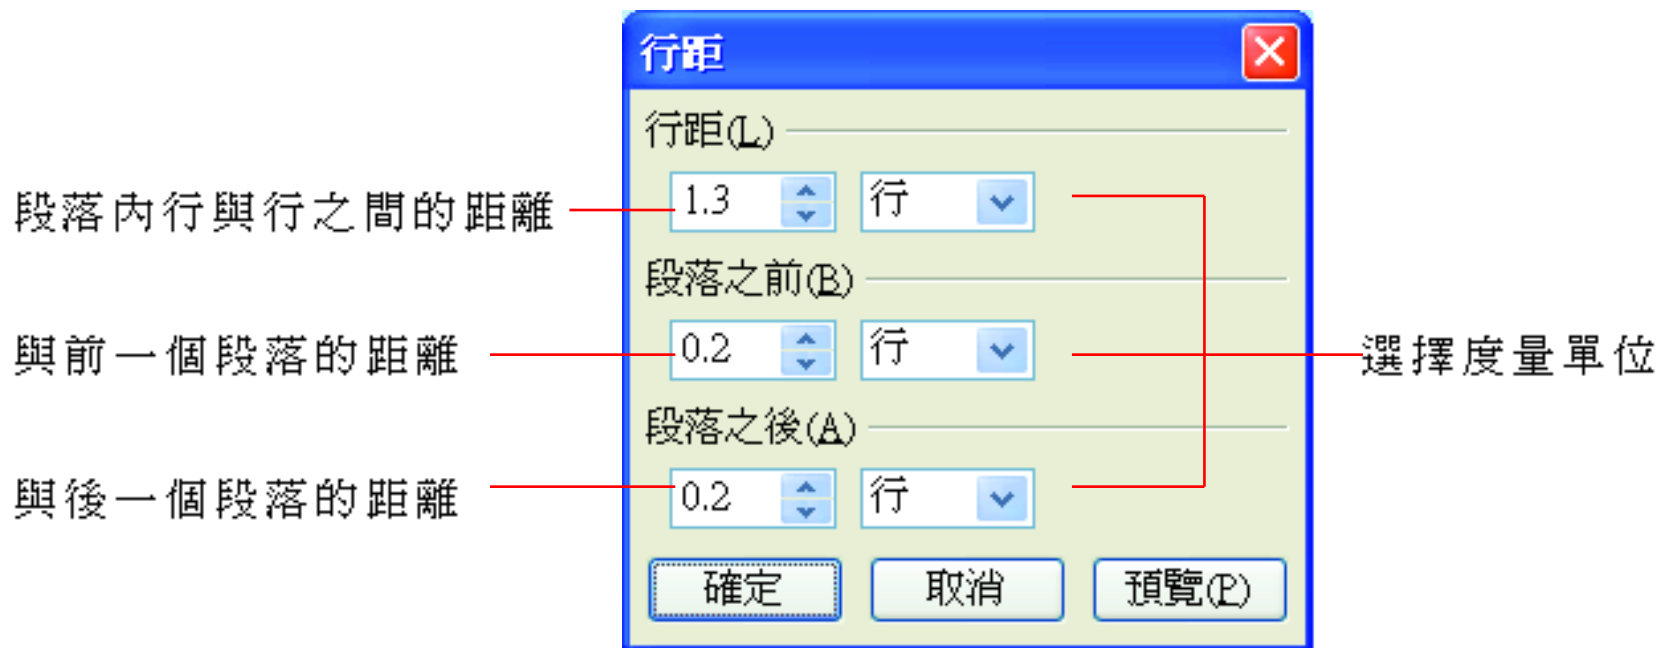 行距
行距(L)
段落內行與行之間的距離
1.3
行
段落之前(B)
與前一個段落的距離
0.2
行
選擇度量單位
段落之後(A)
與後一個段落的距離
0.2
行
確定
取消
預覽(P)